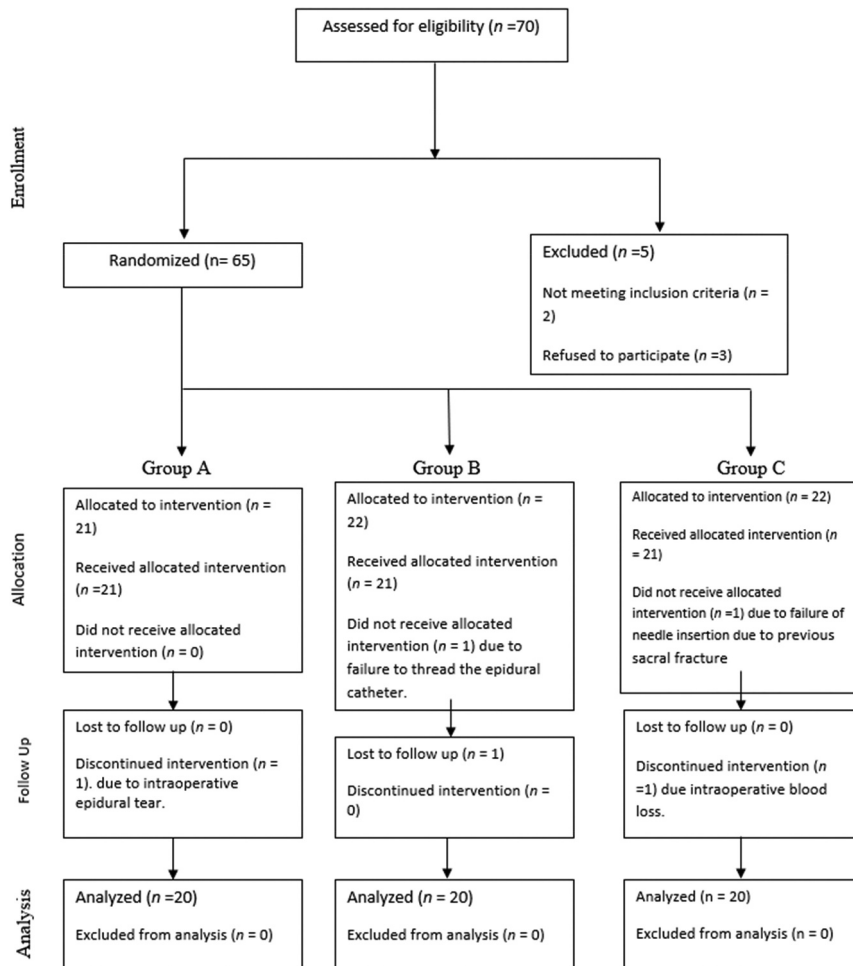 Assessed for eligibility (n =70)
Enrollment
Randomized (n= 65)
Excluded (n =5)
Not meeting inclusion criteria (n =
2)
Refused to participate (n =3)
Allocation
Group A
Allocated to intervention (n =
21)
Received allocated intervention
(n =21)
Did not receive allocated
intervention (n = 0)
Group B
Allocated to intervention (n =
22)
Received allocated intervention
(n = 21)
Did not receive allocated
intervention (n = 1) due to
failure to thread the epidural
catheter.
Group C
Allocated to intervention (n = 22)
Received allocated intervention (n
= 21)
Did not receive allocated
intervention (n =1) due to failure of
needle insertion due to previous
sacral fracture
Follow Up
Lost to follow up (n = 0)
Discontinued intervention (n =
1). due to intraoperative
epidural tear.
Lost to follow up (n = 1)
Discontinued intervention (n
= 0)
Lost to follow up (n = 0)
Discontinued intervention (n
=1) due intraoperative blood
loss.
Analysis
Analyzed (n =20)
Excluded from analysis (n = 0)
Analyzed (n = 20)
Excluded from analysis (n = 0)
Analyzed (n = 20)
Excluded from analysis (n = 0)